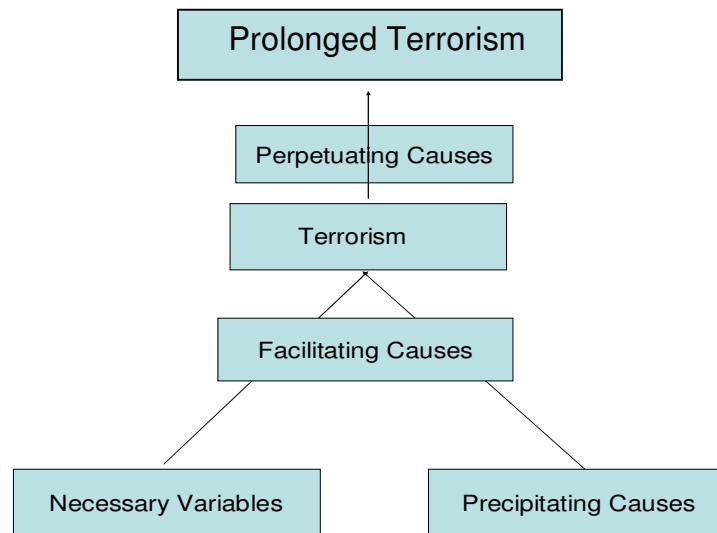 Prolonged Terrorism
Perpetuating Causes
Terrorism
Facilitating Causes
Necessary Variables
Precipitating Causes